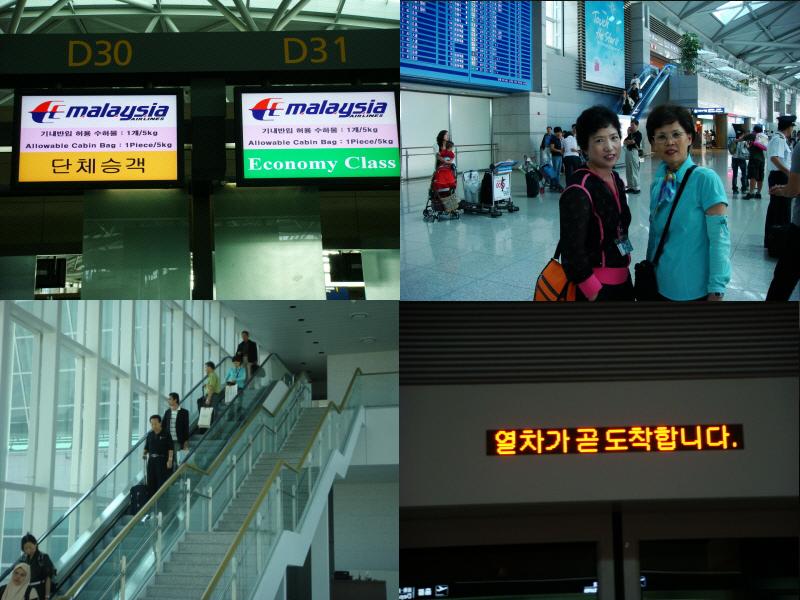 D30
D31
malaysia
AIRLINES
기내반입 허용 수하물 : 1개/5kg
Allowable Cabin Bag : 1Piece/5kg
단체승객
malaysia
AIRLINES
기내반입 허용 수하물 : 1개/5kg
Allowable Cabin Bag : 1Piece/5kg
Economy Class
열차가 곧 도착합니다.